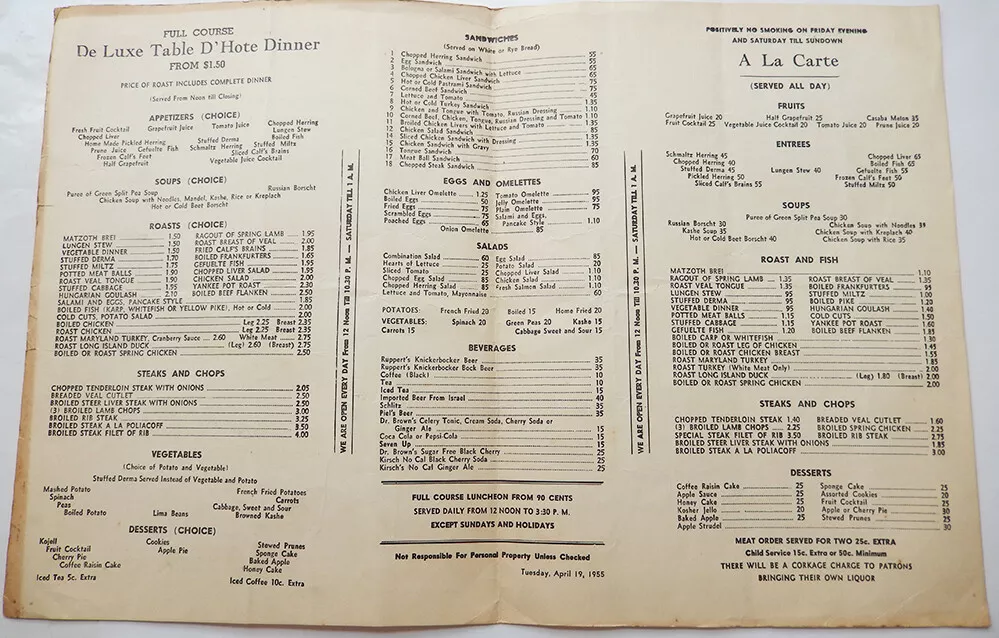 FULL COURSE
De Luxe Table D'Hote Dinner
FROM $1.50
PRICE OF ROAST INCLUDES COMPLETE DINNER
(Served From Noon till Closing)
APPETIZERS (CHOICE)
Fresh Fruit Cocktail Grapefruit Juice Tomato Juice Chopped Herring
Chopped Liver Lungen Stew
Home Made Pickled Herring Stuffed Derma Boiled Fish
Prune Juice Gefuelte Fish Schmaltz Herring Stuffed Miltz
Frozen Calf's Feet Sliced Calf's Brains
Half Grapefruit Vegetable Juice Cocktail
SOUPS (CHOICE)
Puree of Green Split Pea Soup Russian Borscht
Chicken Soup with Noodles, Mandel, Kashe, Rice or Kreplach
Hot or Cold Beet Borscht
ROASTS (CHOICE)
MATZOTH BREI 1.50
LUNGEN STEW 1.50
VEGETABLE DINNER 1.50
STUFFED DERMA 1.70
STUFFED MILTZ 1.75
POTTED MEAT BALLS 1.90
ROAST VEAL TONGUE 1.90
STUFFED CABBAGE 1.95
HUNGARIAN GOULASH 2.10
RAGOUT OF SPRING LAMB 1.95
ROAST BREAST OF VEAL 2.00
FRIED CALF'S BRAINS 1.85
BOILED FRANKFURTERS 1.65
GEFUELTE FISH 1.95
CHOPPED LIVER SALAD 1.95
CHICKEN SALAD 2.00
YANKEE POT ROAST 2.30
BOILED BEEF FLANKEN 2.50
SALAMI AND EGGS, PANCAKE STYLE 1.85
BOILED FISH (KARP, WHITEFISH OR YELLOW PIKE), Hot or Cold 2.00
COLD CUTS, POTATO SALAD 2.00
BOILED CHICKEN Leg 2.25 Breast 2.35
ROAST CHICKEN Leg 2.25 Breast 2.35
ROAST MARYLAND TURKEY, Cranberry Sauce 2.60 White Meat 2.75
ROAST LONG ISLAND DUCK (Leg) 2.60 (Breast) 2.75
BOILED OR ROAST SPRING CHICKEN 2.50
STEAKS AND CHOPS
CHOPPED TENDERLOIN STEAK WITH ONIONS 2.05
BREADED VEAL CUTLET 2.50
BROILED STEER LIVER STEAK WITH ONIONS 2.50
(3) BROILED LAMB CHOPS 3.00
BROILED RIB STEAK 3.25
BROILED STEAK A LA POLIACOFF 3.50
BROILED STEAK FILET OF RIB 4.00
VEGETABLES
(Choice of Potato and Vegetable)
Stuffed Derma Served Instead of Vegetable and Potato
Mashed Potato French Fried Potatoes
Spinach Carrots
Peas Cabbage, Sweet and Sour
Boiled Potato Lima Beans Browned Kashe
DESSERTS (CHOICE)
Kojell Cookies Stewed Prunes
Fruit Cocktail Apple Pie Sponge Cake
Cherry Pie Baked Apple
Coffee Raisin Cake Honey Cake
Iced Tea 5c. Extra Iced Coffee 10c. Extra
WE ARE OPEN EVERY DAY From 12 Noon Till 10.30 P. M. — SATURDAY TILL 1 A. M.
SANDWICHES
(Served on White or Rye Bread)
1 Chopped Herring Sandwich 55
2 Egg Sandwich 55
3 Bologna or Salami Sandwich with Lettuce 65
4 Chopped Chicken Liver Sandwich 65
5 Hot or Cold Pastrami Sandwich 75
6 Corned Beef Sandwich 75
7 Lettuce and Tomato 45
8 Hot or Cold Turkey Sandwich 1.35
9 Chicken and Tongue with Tomato, Russian Dressing 1.10
10 Corned Beef, Chicken, Tongue, Russian Dressing and Tomato 1.10
11 Broiled Chicken Livers with Lettuce and Tomato 1.35
12 Chicken Salad Sandwich 85
14 Sliced Chicken Sandwich with Dressing 1.35
15 Chicken Sandwich with Gravy 1.35
16 Tongue Sandwich 70
17 Meat Ball Sandwich 60
18 Chopped Steak Sandwich 85
EGGS AND OMELETTES
Chicken Liver Omelette 1.25 Tomato Omelette 95
Boiled Eggs 50 Jelly Omelette 95
Fried Eggs 75 Plain Omelette 75
Scrambled Eggs 75 Salami and Eggs,
Poached Eggs 65 Pancake Style 1.10
Onion Omelette 85
SALADS
Combination Salad 60 Egg Salad 85
Hearts of Lettuce 25 Potato Salad 20
Sliced Tomato 25 Chopped Liver Salad 1.10
Chopped Egg Salad 85 Chicken Salad 1.10
Chopped Herring Salad 85 Fresh Salmon Salad 1.10
Lettuce and Tomato, Mayonnaise 60
POTATOES: French Fried 20 Boiled 15 Home Fried 20
VEGETABLES: Spinach 20 Green Peas 20 Kashe 15
Carrots 15 Cabbage Sweet and Sour 15
BEVERAGES
Ruppert's Knickerbocker Beer 35
Ruppert's Knickerbocker Bock Beer 35
Coffee (Black) 10
Tea 10
Iced Tea 15
Imported Beer From Israel 40
Schlitz 35
Piel's Beer 35
Dr. Brown's Celery Tonic, Cream Soda, Cherry Soda or
Ginger Ale 15
Coca Cola or Pepsi-Cola 15
Seven Up 15
Dr. Brown's Sugar Free Black Cherry 25
Kirsch No Cal Black Cherry Soda 25
Kirsch's No Cal Ginger Ale 25
FULL COURSE LUNCHEON FROM 90 CENTS
SERVED DAILY FROM 12 NOON TO 3:30 P. M.
EXCEPT SUNDAYS AND HOLIDAYS
Not Responsible For Personal Property Unless Checked
Tuesday, April 19, 1955
WE ARE OPEN EVERY DAY From 12 Noon Till 10.30 P. M. — SATURDAY TILL 1 A. M.
POSITIVELY NO SMOKING ON FRIDAY EVENING
AND SATURDAY TILL SUNDOWN
A La Carte
(SERVED ALL DAY)
FRUITS
Grapefruit Juice 20 Half Grapefruit 25 Casaba Melon 35
Fruit Cocktail 25 Vegetable Juice Cocktail 20 Tomato Juice 20 Prune Juice 20
ENTREES
Schmaltz Herring 45 Chopped Liver 65
Chopped Herring 40 Boiled Fish 65
Stuffed Derma 45 Lungen Stew 40 Gefuelte Fish 55
Pickled Herring 50 Frozen Calf's Feet 50
Sliced Calf's Brains 55 Stuffed Miltz 50
SOUPS
Puree of Green Split Pea Soup 30
Russian Borscht 30 Chicken Soup with Noodles 35
Kashe Soup 35 Chicken Soup with Kreplach 40
Hot or Cold Beet Borscht 40 Chicken Soup with Rice 35
ROAST AND FISH
MATZOTH BREI 1.10
RAGOUT OF SPRING LAMB 1.35 ROAST BREAST OF VEAL 1.10
ROAST VEAL TONGUE 1.35 BOILED FRANKFURTERS 95
LUNGEN STEW 95 STUFFED MILTZ 1.00
STUFFED DERMA 95 BOILED PIKE 1.20
VEGETABLE DINNER 95 HUNGARIAN GOULASH 1.40
POTTED MEAT BALLS 1.15 COLD CUTS 1.50
STUFFED CABBAGE 1.15 YANKEE POT ROAST 1.60
GEFUELTE FISH 1.20 BOILED BEEF FLANKEN 1.85
BOILED CARP OR WHITEFISH 1.30
BOILED OR ROAST LEG OF CHICKEN 1.45
BOILED OR ROAST CHICKEN BREAST 1.55
ROAST MARYLAND TURKEY 1.85
ROAST TURKEY (White Meat Only) 2.00
ROAST LONG ISLAND DUCK (Leg) 1.80 (Breast) 2.00
BOILED OR ROAST SPRING CHICKEN 2.00
STEAKS AND CHOPS
CHOPPED TENDERLOIN STEAK 1.40 BREADED VEAL CUTLET 1.60
(3) BROILED LAMB CHOPS 2.25 BROILED SPRING CHICKEN 2.25
SPECIAL STEAK FILET OF RIB 3.50 BROILED RIB STEAK 2.75
BROILED STEER LIVER STEAK WITH ONIONS 1.85
BROILED STEAK A LA POLIACOFF 3.00
DESSERTS
Coffee Raisin Cake 25 Sponge Cake 25
Apple Sauce 25 Assorted Cookies 20
Honey Cake 25 Fruit Cocktail 25
Kosher Jello 20 Apple or Cherry Pie 30
Baked Apple 25 Stewed Prunes 25
Apple Strudel 30
MEAT ORDER SERVED FOR TWO 25c. EXTRA
Child Service 15c. Extra or 50c. Minimum
THERE WILL BE A CORKAGE CHARGE TO PATRONS
BRINGING THEIR OWN LIQUOR